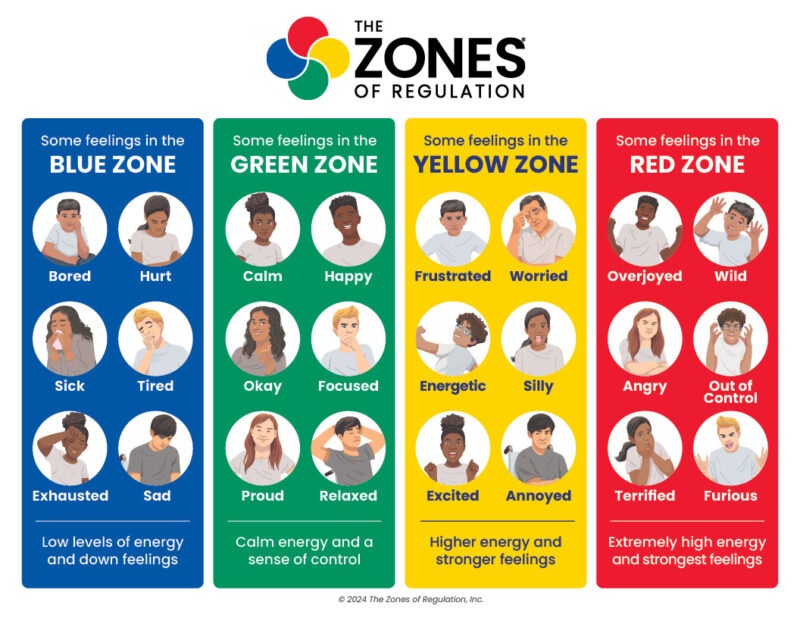 THE
ZONES®
OF REGULATION
Some feelings in the
BLUE ZONE
Bored Hurt
Sick Tired
Exhausted Sad
Low levels of energy
and down feelings
Some feelings in the
GREEN ZONE
Calm Happy
Okay Focused
Proud Relaxed
Calm energy and a
sense of control
Some feelings in the
YELLOW ZONE
Frustrated Worried
Energetic Silly
Excited Annoyed
Higher energy and
stronger feelings
Some feelings in the
RED ZONE
Overjoyed Wild
Angry Out of
Control
Terrified Furious
Extremely high energy
and strongest feelings
© 2024 The Zones of Regulation, Inc.